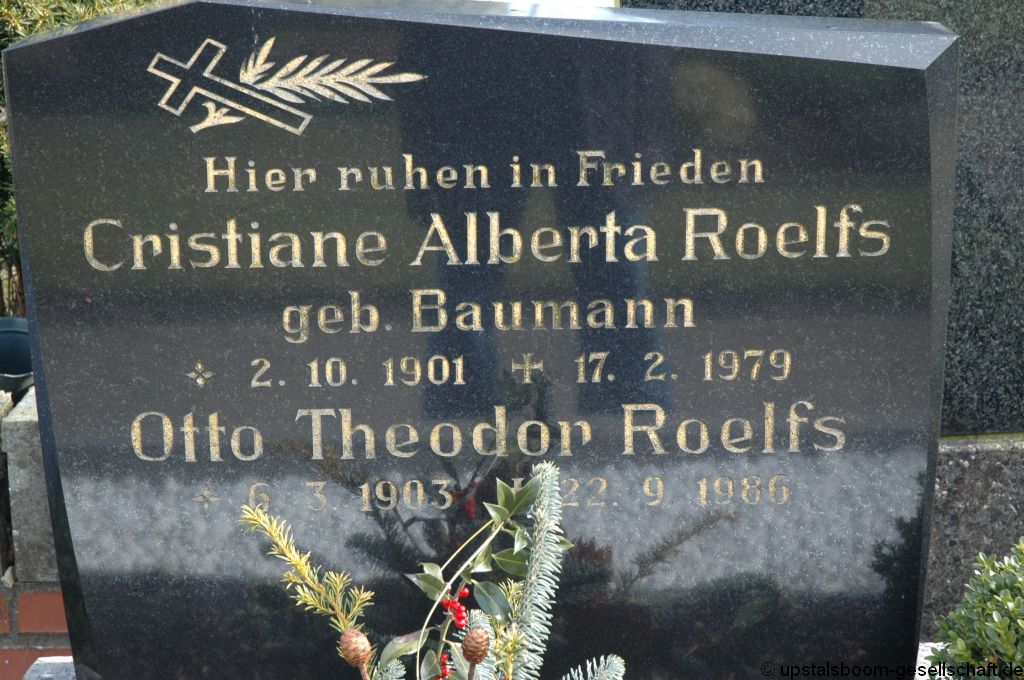 Hier ruhen in Frieden
Cristiane Alberta Roelfs
geb. Baumann
2. 10. 1901 ✝ 17. 2. 1979
Otto Theodor Roelfs
6. 3. 1903 ✝ 22. 9. 1986
© upstalsboom-gesellschaft.de